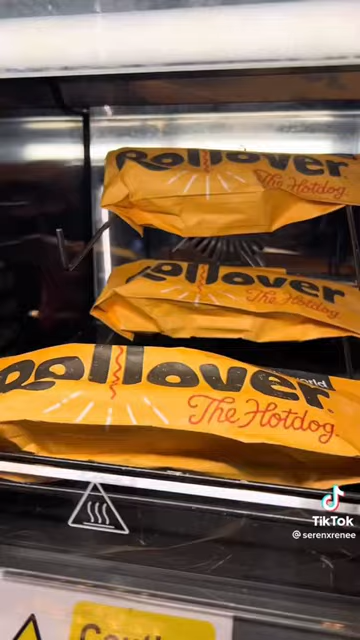 Rollover
The Hotdog
Rollover
The Hotdog
Rollover
The Hotdog
TikTok
@serenxrenee